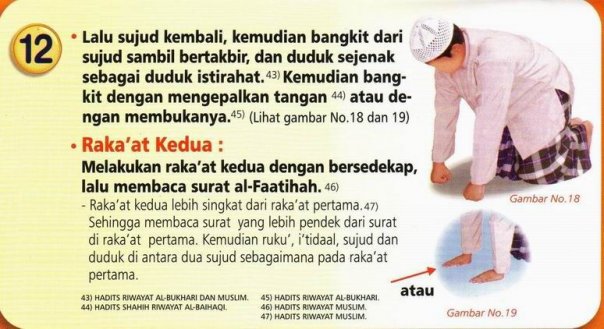 12
• Lalu sujud kembali, kemudian bangkit dari
sujud sambil bertakbir, dan duduk sejenak
sebagai duduk istirahat. 43) Kemudian bang-
kit dengan mengepalkan tangan 44) atau de-
ngan membukanya.45) (Lihat gambar No.18 dan 19)
• Raka'at Kedua :
Melakukan raka'at kedua dengan bersedekap,
lalu membaca surat al-Faatihah. 46)
- Raka'at kedua lebih singkat dari raka'at pertama.47)
Sehingga membaca surat yang lebih pendek dari surat
di raka'at pertama. Kemudian ruku', i'tidaal, sujud dan
duduk di antara dua sujud sebagaimana pada raka'at
pertama.
Gambar No.18
atau
Gambar No.19
43) HADITS RIWAYAT AL-BUKHARI DAN MUSLIM.
44) HADITS SHAHIH RIWAYAT AL-BAIHAQI.
45) HADITS RIWAYAT AL-BUKHARI.
46) HADITS RIWAYAT MUSLIM.
47) HADITS RIWAYAT MUSLIM.